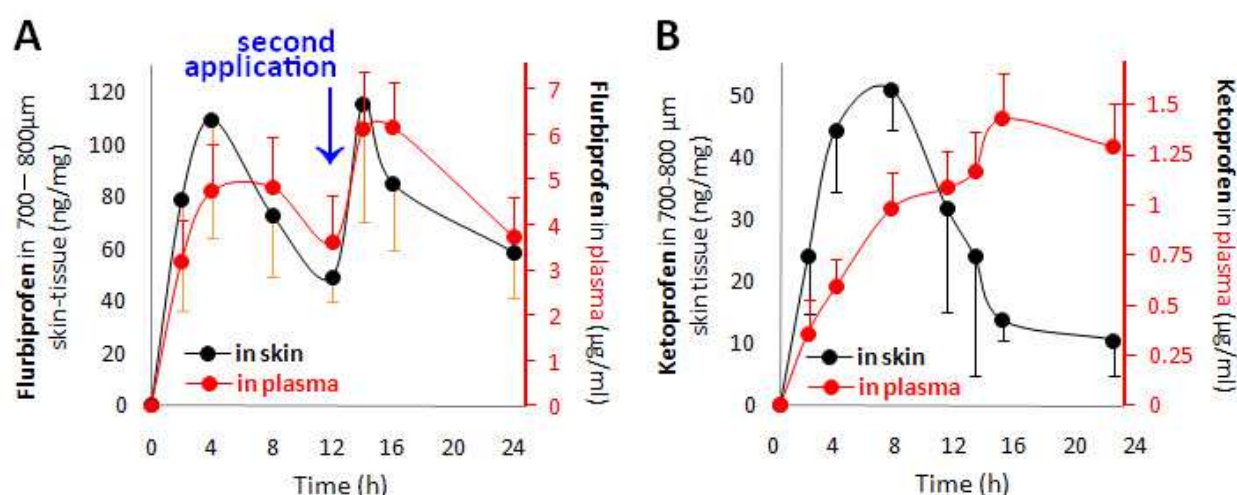 A
second
application
Flurbiprofen in 700– 800µm
skin-tissue (ng/mg)
120
100
80
60
40
20
0
7
6
5
4
3
2
1
0
Flurbiprofen
in plasma (µg/ml)
in skin
in plasma
0 4 8 12 16 20 24
Time (h)
B
Ketoprofen in 700-800 µm
skin tissue (ng/mg)
50
40
30
20
10
0
1.5
1.25
1
0.75
0.5
0.25
0
Ketoprofen
in plasma (µg/ml)
in skin
in plasma
0 4 8 12 16 20 24
Time (h)